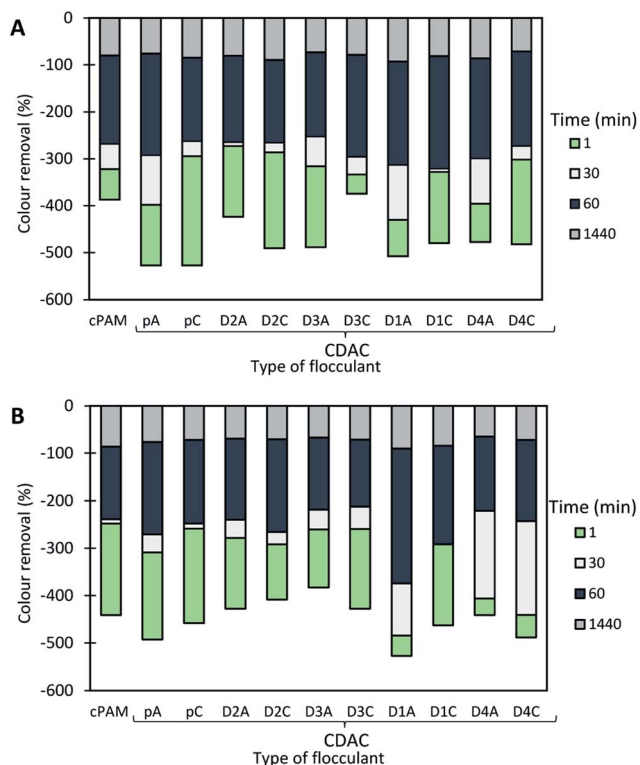 A
0
-100
-200
-300
-400
-500
-600
Colour removal (%)
Time (min)
1
30
60
1440
cPAM pA pC D2A D2C D3A D3C D1A D1C D4A D4C
CDAC
Type of flocculant
B
0
-100
-200
-300
-400
-500
-600
Colour removal (%)
Time (min)
1
30
60
1440
cPAM pA pC D2A D2C D3A D3C D1A D1C D4A D4C
CDAC
Type of flocculant